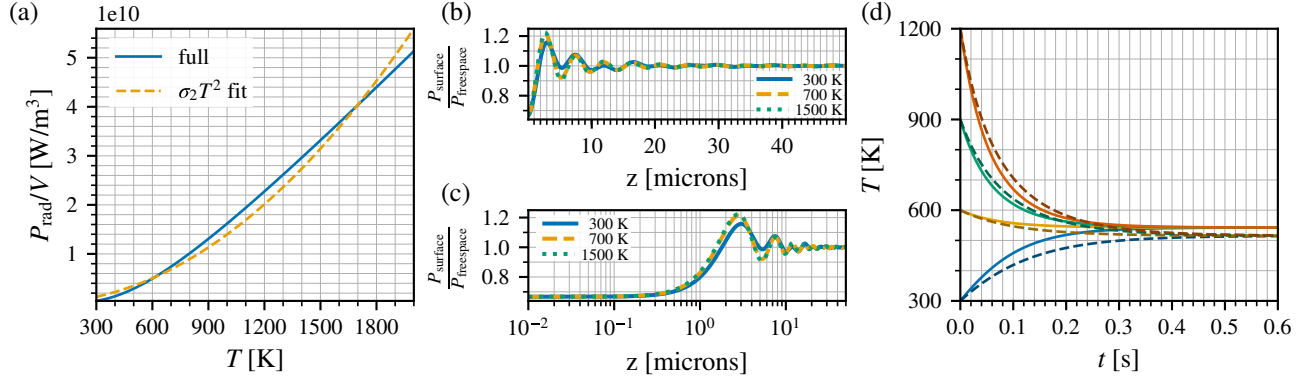 (a)
1e10
P_rad/V [W/m³]
5
4
3
2
1
full
σ₂T² fit
300 600 900 1200 1500 1800
T [K]
(b)
P_surface
P_freespace
1.2
1.0
0.8
300 K
700 K
1500 K
10 20 30 40
z [microns]
(c)
P_surface
P_freespace
1.2
1.0
0.8
300 K
700 K
1500 K
10⁻² 10⁻¹ 10⁰ 10¹
z [microns]
(d)
T [K]
1200
900
600
300
0.0 0.1 0.2 0.3 0.4 0.5 0.6
t [s]